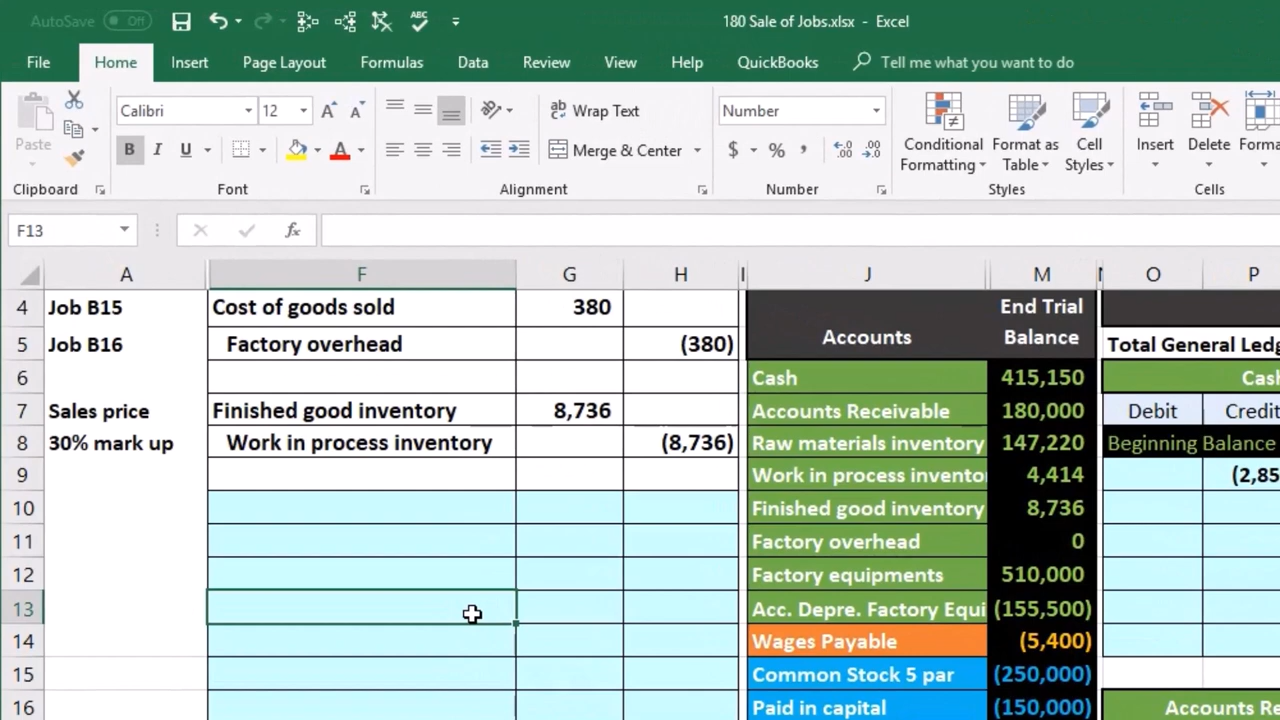 AutoSave Off ABC 180 Sale of Jobs.xlsx - Excel
File Home Insert Page Layout Formulas Data Review View Help QuickBooks Tell me what you want to do
Calibri 12 A A ab Wrap Text Number
Paste B I U A Merge & Center $ % , Conditional Formatting Format as Table Cell Styles Insert Delete Forma
Clipboard Font Alignment Number Styles Cells
F13 fx
A F G H I J M N O P
4 Job B15 Cost of goods sold 380 End Trial
5 Job B16 Factory overhead (380) Accounts Balance Total General Ledg
6 Cash 415,150 Cash
7 Sales price Finished good inventory 8,736 Accounts Receivable 180,000 Debit Credit
8 30% mark up Work in process inventory (8,736) Raw materials inventory 147,220 Beginning Balance
9 Work in process invento 4,414 (2,85
10 Finished good inventory 8,736
11 Factory overhead 0
12 Factory equipments 510,000
13 Acc. Depre. Factory Equi (155,500)
14 Wages Payable (5,400)
15 Common Stock 5 par (250,000)
16 Paid in capital (150,000) Accounts Re